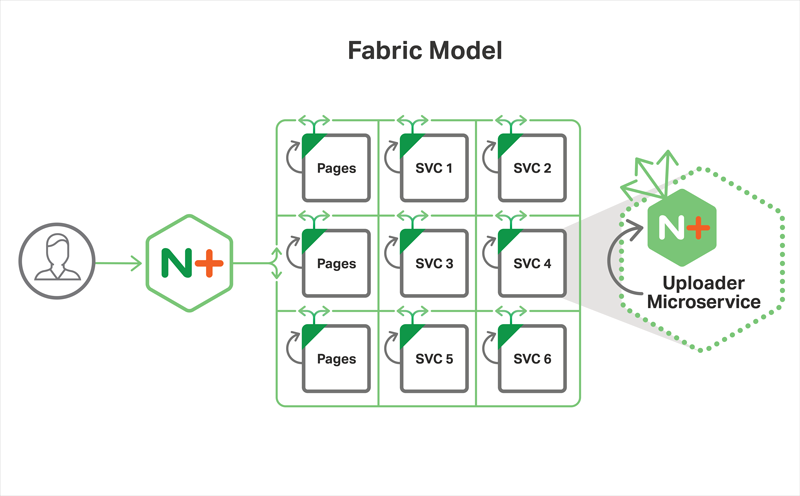 Fabric Model
Pages
SVC 1
SVC 2
N+
N+
Pages
SVC 3
SVC 4
Uploader
Microservice
Pages
SVC 5
SVC 6